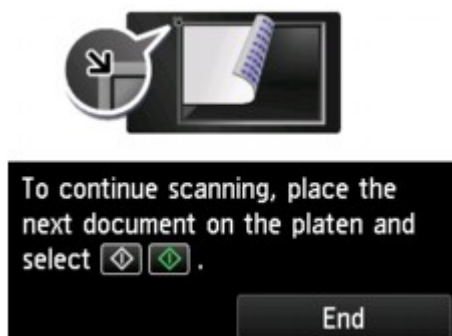 To continue scanning, place the
next document on the platen and
select .
End